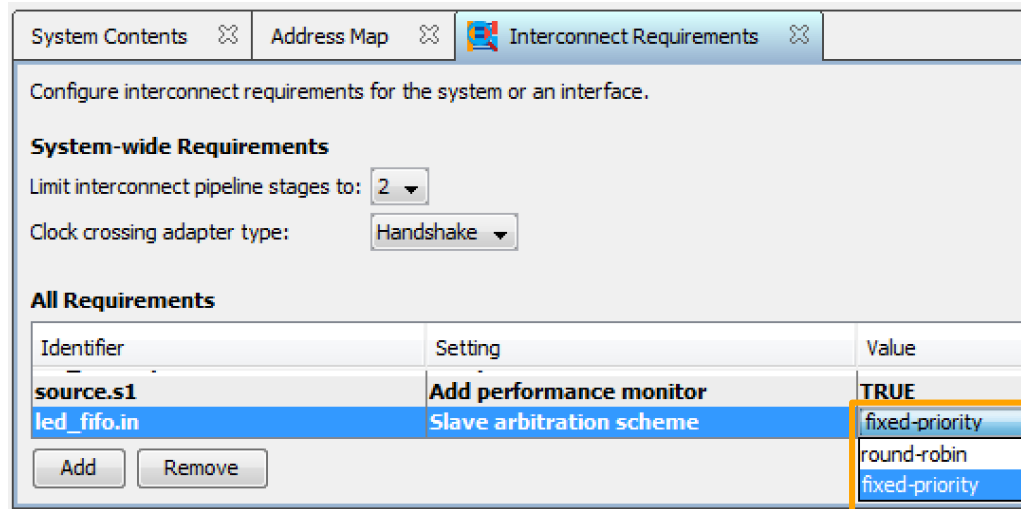 System Contents Address Map Interconnect Requirements
Configure interconnect requirements for the system or an interface.
System-wide Requirements
Limit interconnect pipeline stages to: 2
Clock crossing adapter type: Handshake
All Requirements
Identifier Setting Value
source.s1 Add performance monitor TRUE
led_fifo.in Slave arbitration scheme fixed-priority
round-robin
fixed-priority
Add Remove